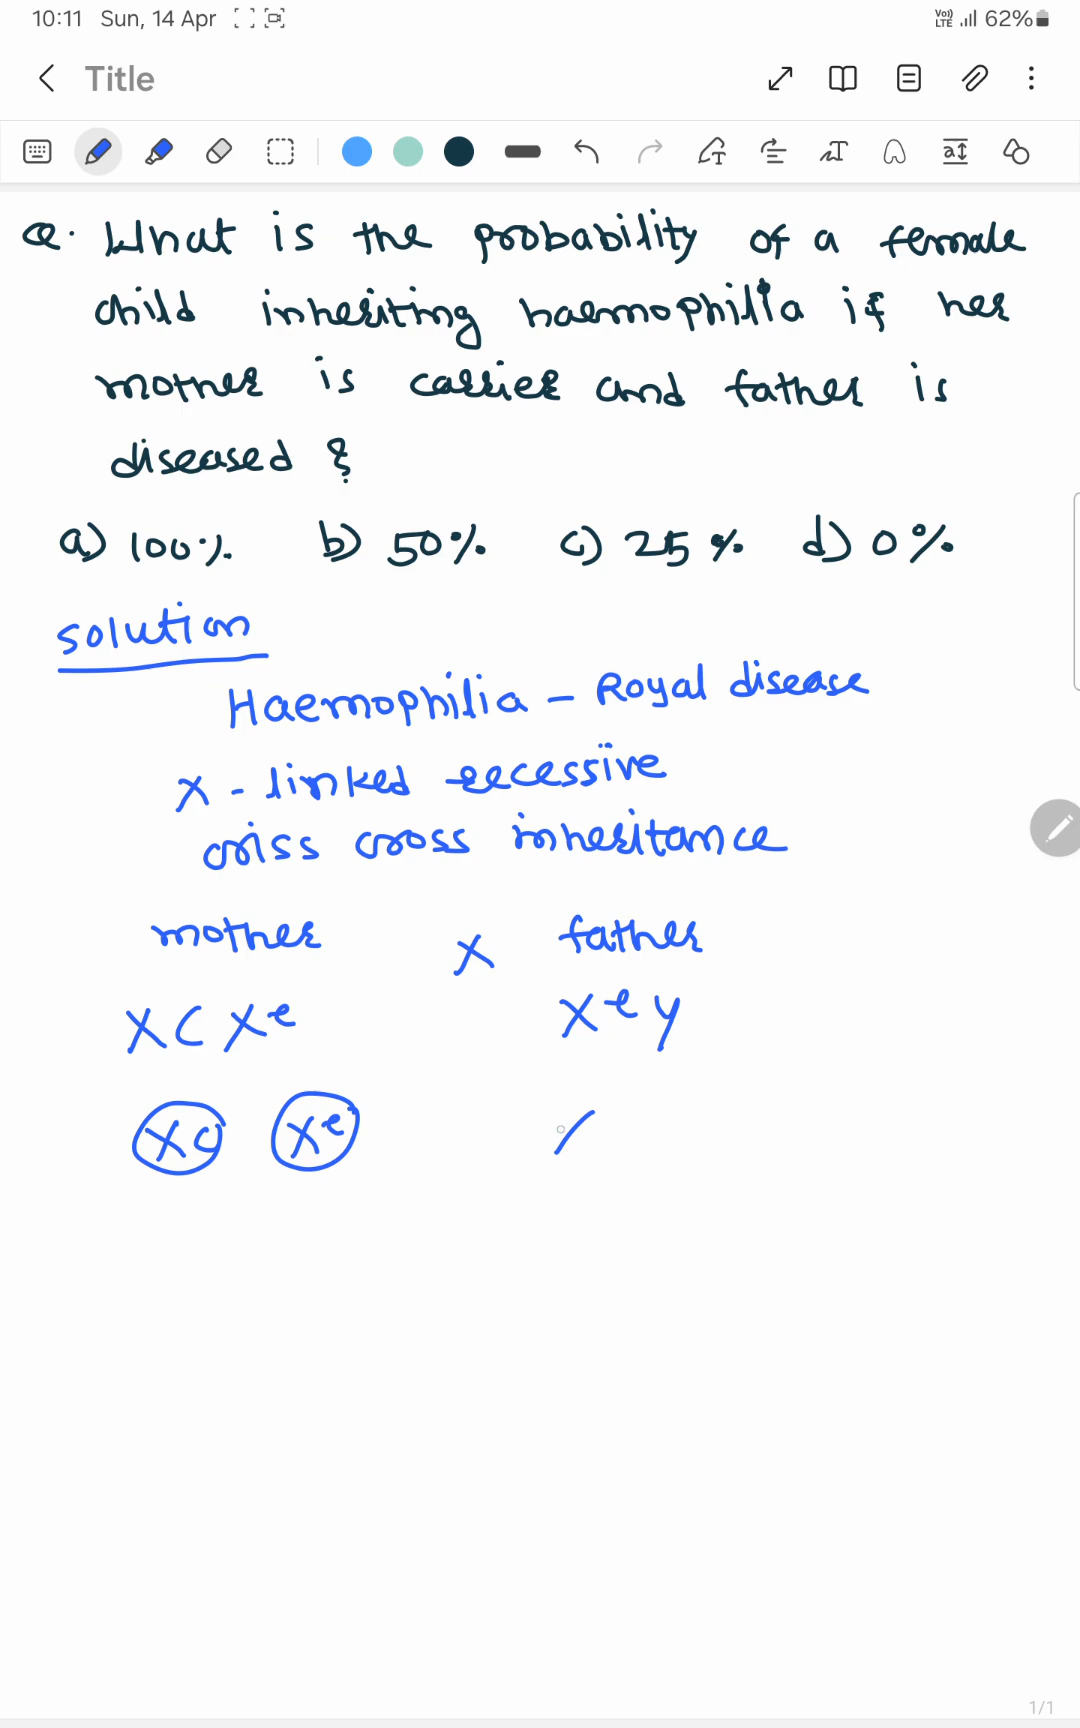 10:11 Sun, 14 Apr Vo)) LTE 62%
Title
Q. What is the probability of a female
child inheriting haemophilia if her
mother is carrier and father is
diseased ?
a) 100% b) 50% c) 25% d) 0%
solution
Haemophilia - Royal disease
X - linked recessive
criss cross inheritance
mother X father
XC Xe Xe y
XC Xe
1/1